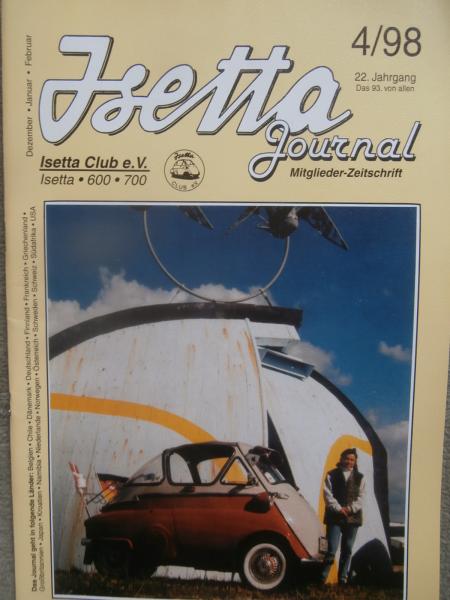 Isetta
Journal
4/98
22. Jahrgang
Das 93. von allen
Dezember • Januar • Februar
Isetta Club e.V.
Isetta • 600 • 700
Isetta
CLUB e.V.
Mitglieder-Zeitschrift
Das Journal geht in folgende Länder: Belgien • Chile • Dänemark • Deutschland • Finnland • Frankreich • Griechenland •
Großbritannien • Japan • Kroatien • Namibia • Niederlande • Norwegen • Österreich • Schweden • Schweiz • Südafrika • USA